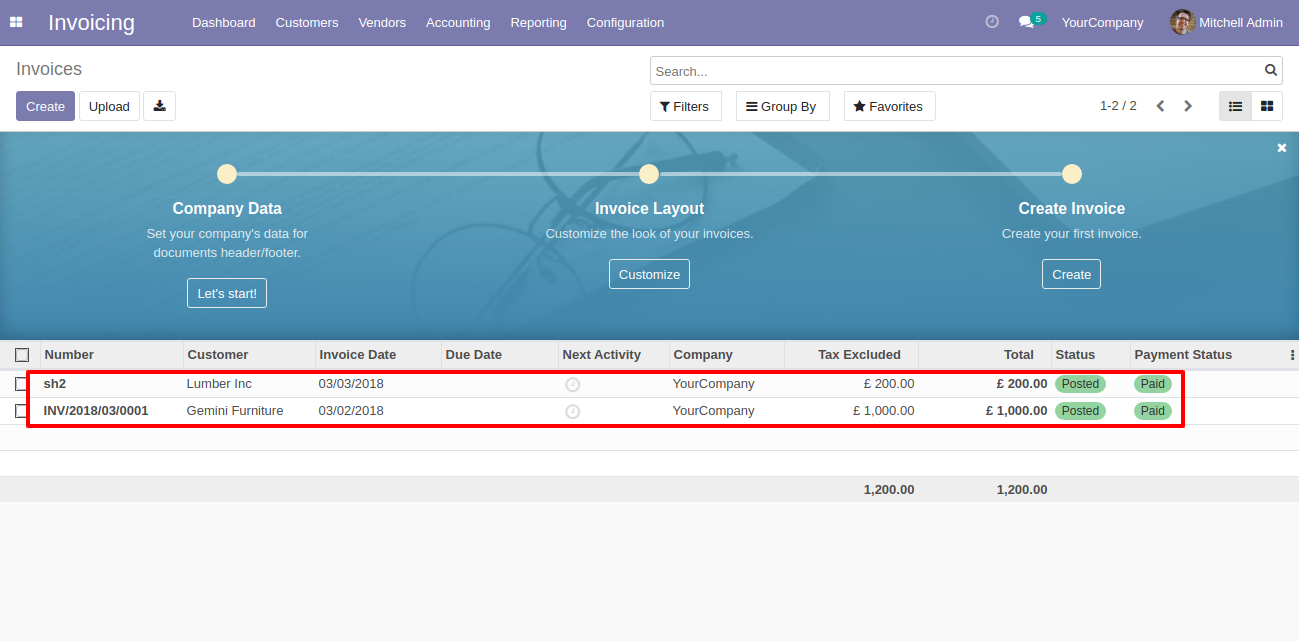 Invoicing Dashboard Customers Vendors Accounting Reporting Configuration 5 YourCompany Mitchell Admin
Invoices
Search...
Create Upload Filters Group By Favorites 1-2 / 2
Company Data Invoice Layout Create Invoice
Set your company's data for Customize the look of your invoices. Create your first invoice.
documents header/footer.
Customize Create
Let's start!
Number Customer Invoice Date Due Date Next Activity Company Tax Excluded Total Status Payment Status
sh2 Lumber Inc 03/03/2018 YourCompany £ 200.00 £ 200.00 Posted Paid
INV/2018/03/0001 Gemini Furniture 03/02/2018 YourCompany £ 1,000.00 £ 1,000.00 Posted Paid
1,200.00 1,200.00